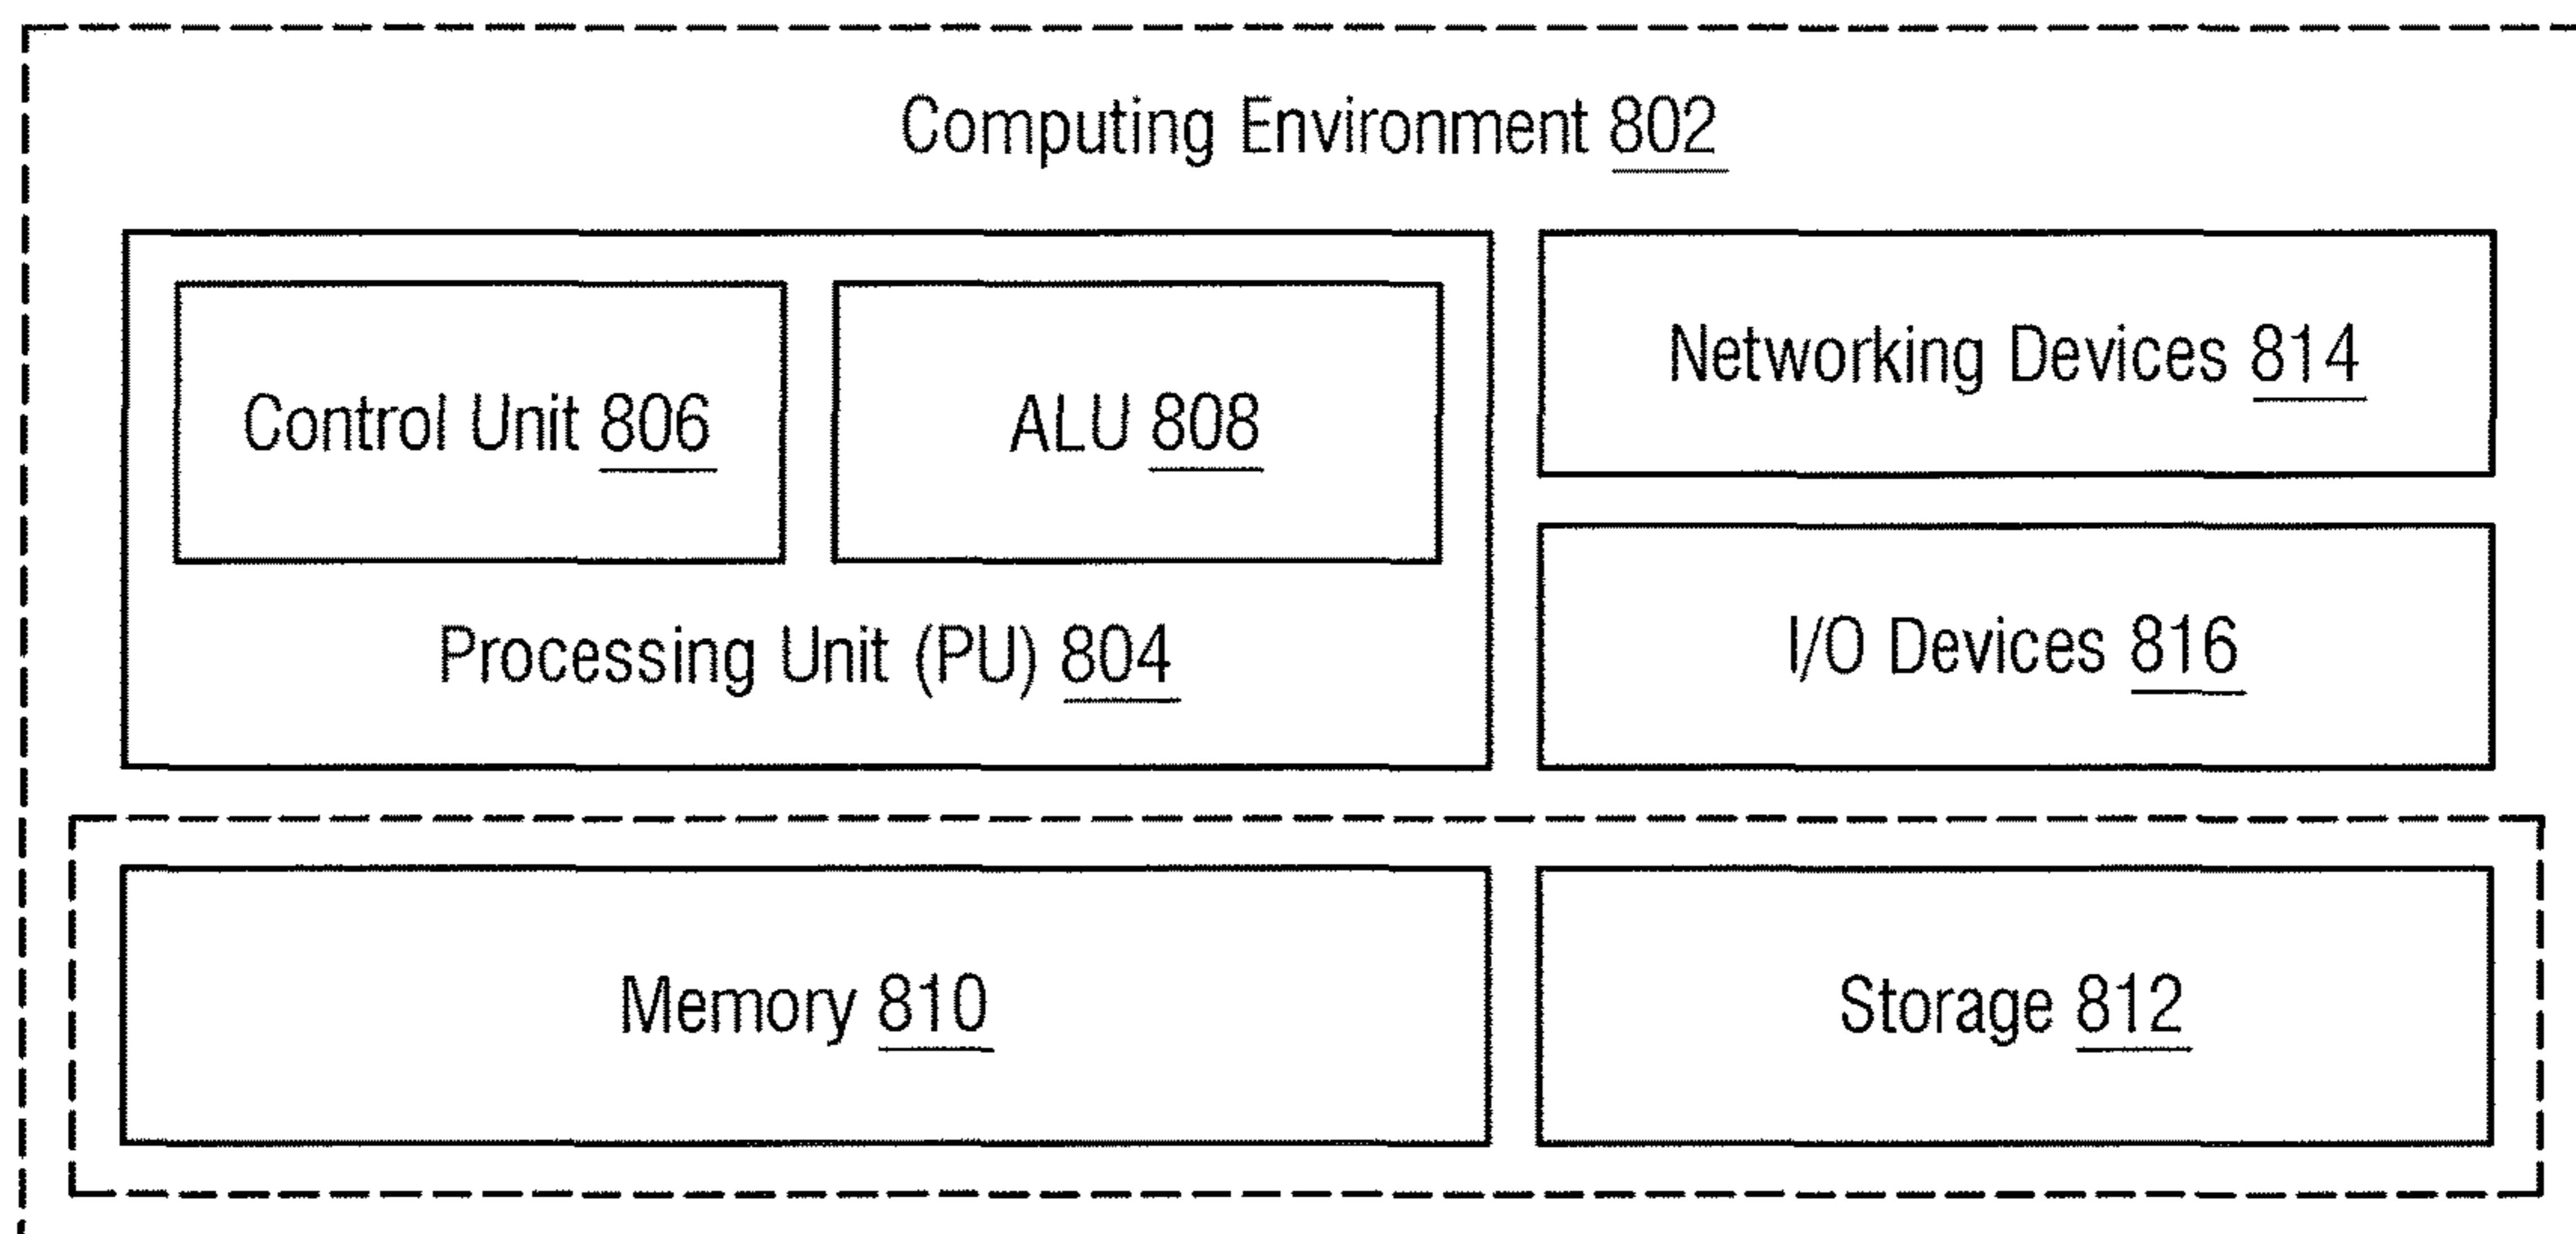 Computing Environment 802
Control Unit 806
ALU 808
Processing Unit (PU) 804
Networking Devices 814
I/O Devices 816
Memory 810
Storage 812